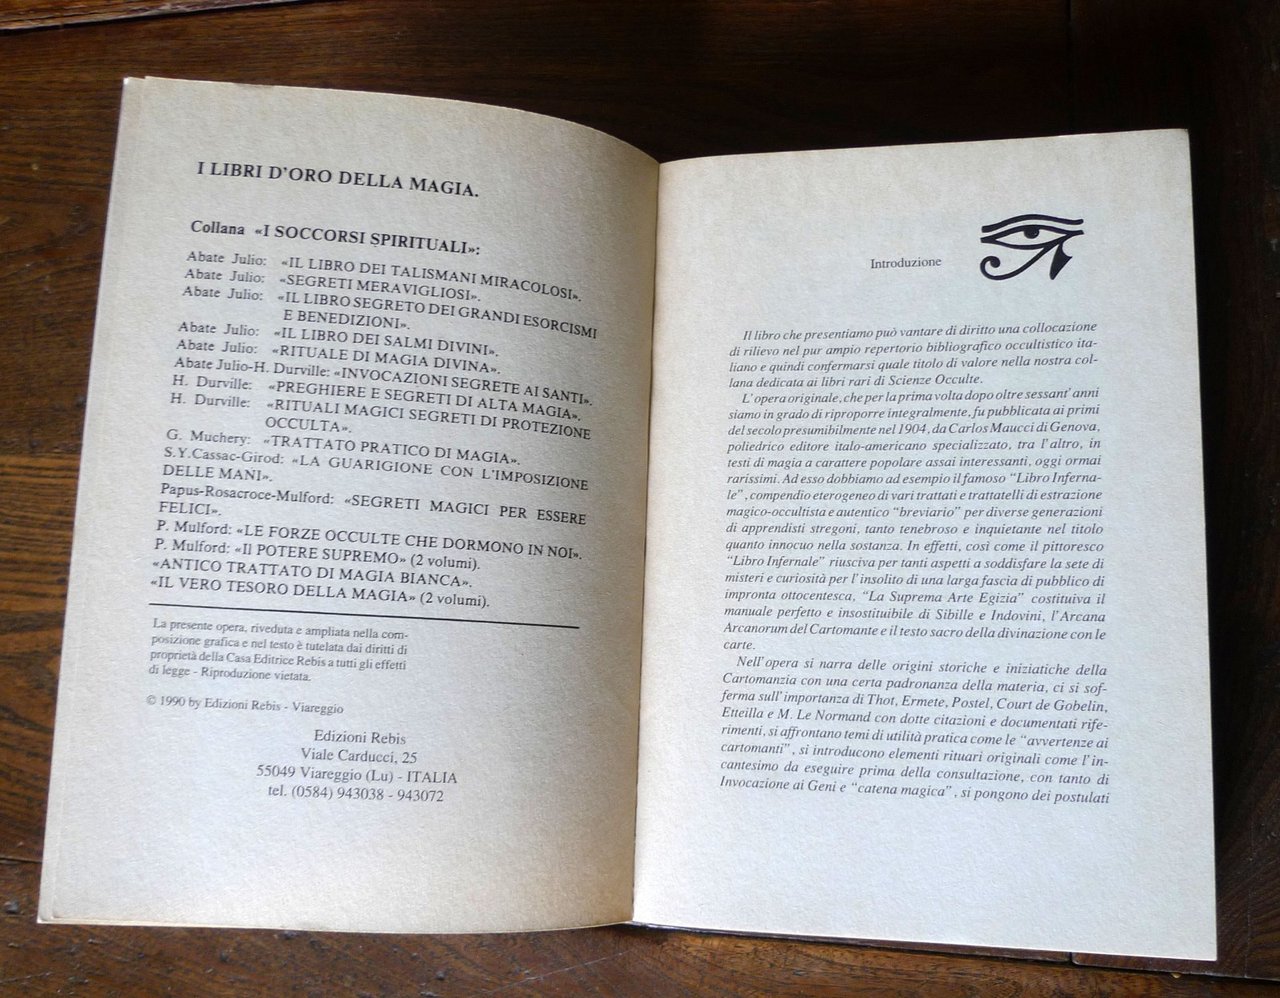 I LIBRI D'ORO DELLA MAGIA.
Collana «I SOCCORSI SPIRITUALI»:
Abate Julio: «IL LIBRO DEI TALISMANI MIRACOLOSI».
Abate Julio: «SEGRETI MERAVIGLIOSI».
Abate Julio: «IL LIBRO SEGRETO DEI GRANDI ESORCISMI
E BENEDIZIONI».
Abate Julio: «IL LIBRO DEI SALMI DIVINI».
Abate Julio: «RITUALE DI MAGIA DIVINA».
Abate Julio-H. Durville: «INVOCAZIONI SEGRETE AI SANTI».
H. Durville: «PREGHIERE E SEGRETI DI ALTA MAGIA».
H. Durville: «RITUALI MAGICI SEGRETI DI PROTEZIONE
OCCULTA».
G. Muchery: «TRATTATO PRATICO DI MAGIA».
S.Y.Cassac-Girod: «LA GUARIGIONE CON L'IMPOSIZIONE
DELLE MANI».
Papus-Rosacroce-Mulford: «SEGRETI MAGICI PER ESSERE
FELICI».
P. Mulford: «LE FORZE OCCULTE CHE DORMONO IN NOI».
P. Mulford: «Il POTERE SUPREMO» (2 volumi).
«ANTICO TRATTATO DI MAGIA BIANCA».
«IL VERO TESORO DELLA MAGIA» (2 volumi).
La presente opera, riveduta e ampliata nella com-
posizione grafica e nel testo è tutelata dai diritti di
proprietà della Casa Editrice Rebis a tutti gli effetti
di legge - Riproduzione vietata.
© 1990 by Edizioni Rebis - Viareggio
Edizioni Rebis
Viale Carducci, 25
55049 Viareggio (Lu) - ITALIA
tel. (0584) 943038 - 943072
Introduzione
Il libro che presentiamo può vantare di diritto una collocazione
di rilievo nel pur ampio repertorio bibliografico occultistico ita-
liano e quindi confermarsi quale titolo di valore nella nostra col-
lana dedicata ai libri rari di Scienze Occulte.
L'opera originale, che per la prima volta dopo oltre sessant'anni
siamo in grado di riproporre integralmente, fu pubblicata ai primi
del secolo presumibilmente nel 1904, da Carlos Maucci di Genova,
poliedrico editore italo-americano specializzato, tra l'altro, in
testi di magia a carattere popolare assai interessanti, oggi ormai
rarissimi. Ad esso dobbiamo ad esempio il famoso "Libro Inferna-
le", compendio eterogeneo di vari trattati e trattatelli di estrazione
magico-occultista e autentico "breviario" per diverse generazioni
di apprendisti stregoni, tanto tenebroso e inquietante nel titolo
quanto innocuo nella sostanza. In effetti, così come il pittoresco
"Libro Infernale" riusciva per tanti aspetti a soddisfare la sete di
misteri e curiosità per l'insolito di una larga fascia di pubblico di
impronta ottocentesca, "La Suprema Arte Egizia" costituiva il
manuale perfetto e insostituibile di Sibille e Indovini, l'Arcana
Arcanorum del Cartomante e il testo sacro della divinazione con le
carte.
Nell'opera si narra delle origini storiche e iniziatiche della
Cartomanzia con una certa padronanza della materia, ci si sof-
ferma sull'importanza di Thot, Ermete, Postel, Court de Gobelin,
Etteilla e M. Le Normand con dotte citazioni e documentati rife-
rimenti, si affrontano temi di utilità pratica come le "avvertenze ai
cartomanti", si introducono elementi rituari originali come l'in-
cantesimo da eseguire prima della consultazione, con tanto di
Invocazione ai Geni e "catena magica", si pongono dei postulati